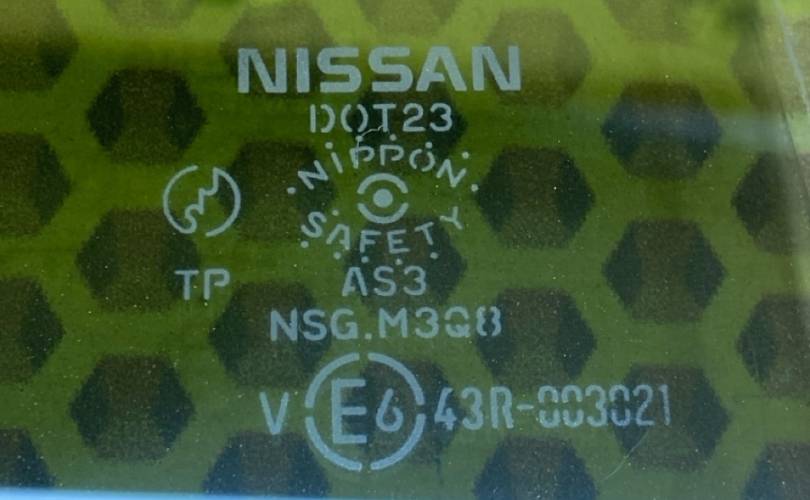 NISSAN
DOT23
NIPPON
SAFETY
TP
AS3
NSG.M3Q8
V E6 43R-003021